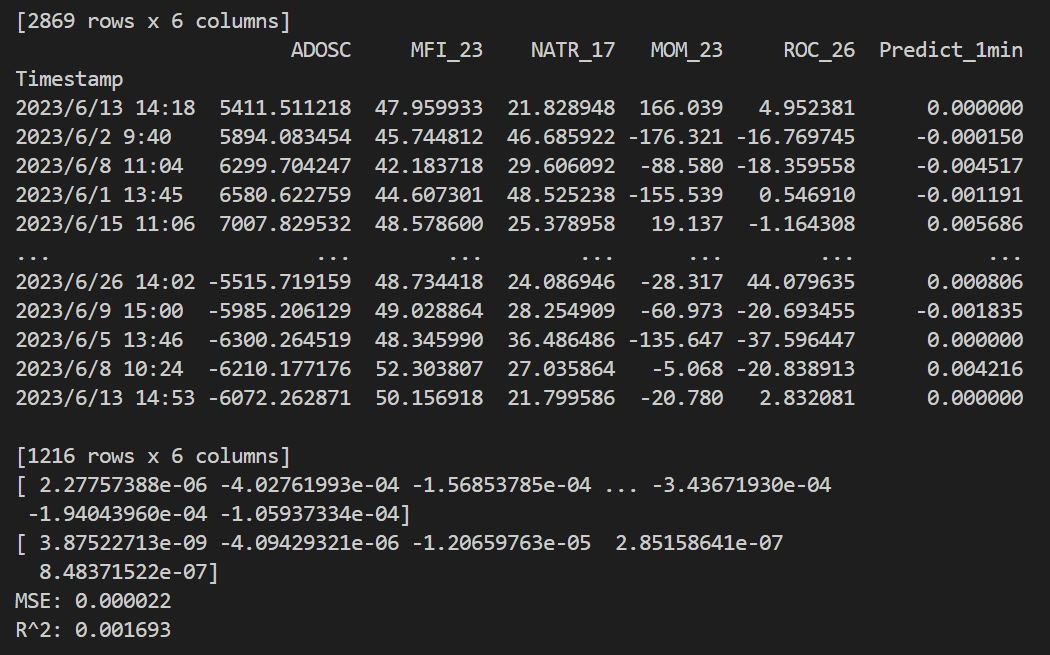 [2869 rows x 6 columns]
ADOSC MFI_23 NATR_17 MOM_23 ROC_26 Predict_1min
Timestamp
2023/6/13 14:18 5411.511218 47.959933 21.828948 166.039 4.952381 0.000000
2023/6/2 9:40 5894.083454 45.744812 46.685922 -176.321 -16.769745 -0.000150
2023/6/8 11:04 6299.704247 42.183718 29.606092 -88.580 -18.359558 -0.004517
2023/6/1 13:45 6580.622759 44.607301 48.525238 -155.539 0.546910 -0.001191
2023/6/15 11:06 7007.829532 48.578600 25.378958 19.137 -1.164308 0.005686
... ... ... ... ... ... ...
2023/6/26 14:02 -5515.719159 48.734418 24.086946 -28.317 44.079635 0.000806
2023/6/9 15:00 -5985.206129 49.028864 28.254909 -60.973 -20.693455 -0.001835
2023/6/5 13:46 -6300.264519 48.345990 36.486486 -135.647 -37.596447 0.000000
2023/6/8 10:24 -6210.177176 52.303807 27.035864 -5.068 -20.838913 0.004216
2023/6/13 14:53 -6072.262871 50.156918 21.799586 -20.780 2.832081 0.000000
[1216 rows x 6 columns]
[ 2.27757388e-06 -4.02761993e-04 -1.56853785e-04 ... -3.43671930e-04
-1.94043960e-04 -1.05937334e-04]
[ 3.87522713e-09 -4.09429321e-06 -1.20659763e-05 2.85158641e-07
8.48371522e-07]
MSE: 0.000022
R^2: 0.001693